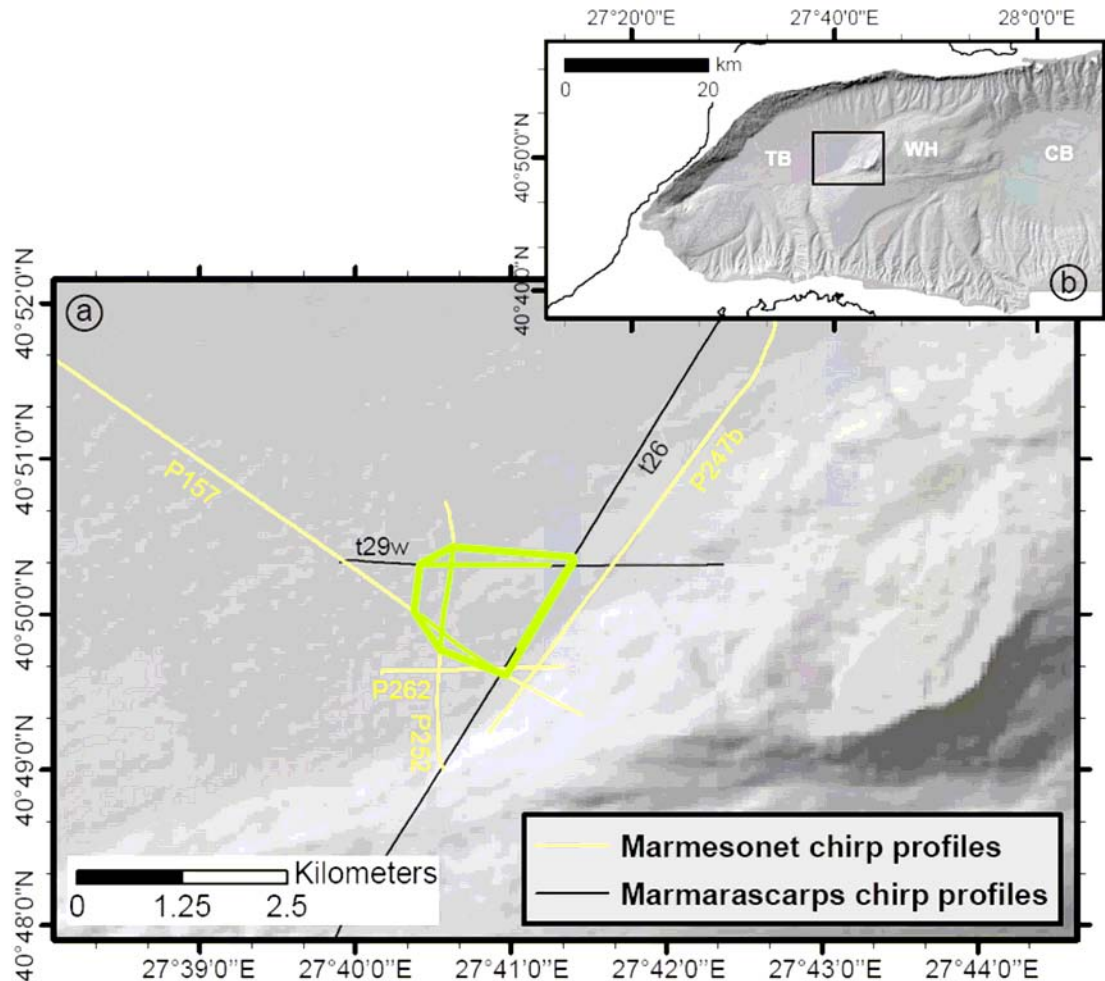 27°20'0"E 27°40'0"E 28°0'0"E
km
0 20
TB WH CB
b
40°50'0"N
40°40'0"N
a
40°52'0"N
40°51'0"N
40°50'0"N
40°49'0"N
40°48'0"N
P157
t26
P247b
t29w
P262
P252
Kilometers
0 1.25 2.5
Marmesonet chirp profiles
Marmarascarps chirp profiles
27°39'0"E 27°40'0"E 27°41'0"E 27°42'0"E 27°43'0"E 27°44'0"E